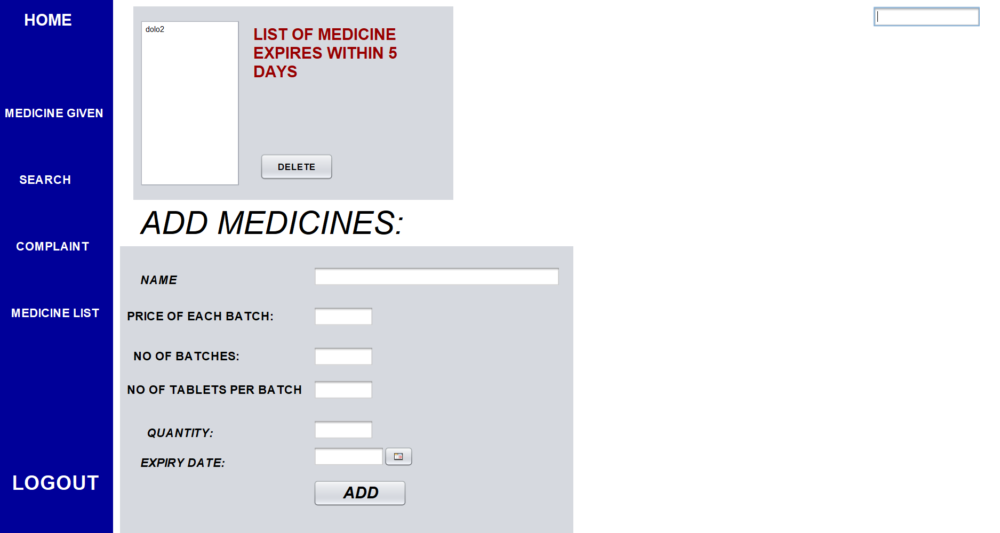 HOME
MEDICINE GIVEN
SEARCH
COMPLAINT
MEDICINE LIST
LOGOUT
dolo2
LIST OF MEDICINE
EXPIRES WITHIN 5
DAYS
DELETE
ADD MEDICINES:
NAME
PRICE OF EACH BATCH:
NO OF BATCHES:
NO OF TABLETS PER BATCH
QUANTITY:
EXPIRY DATE:
ADD